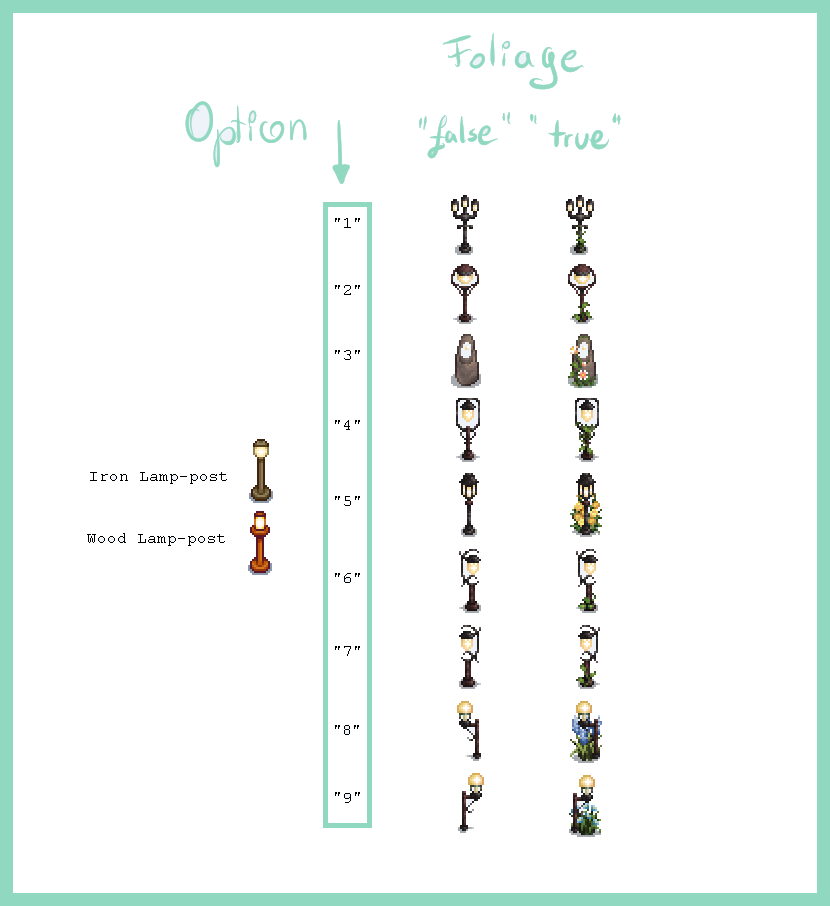 Foliage
Option
"false" "true"
"1"
"2"
"3"
"4"
Iron Lamp-post
"5"
Wood Lamp-post
"6"
"7"
"8"
"9"